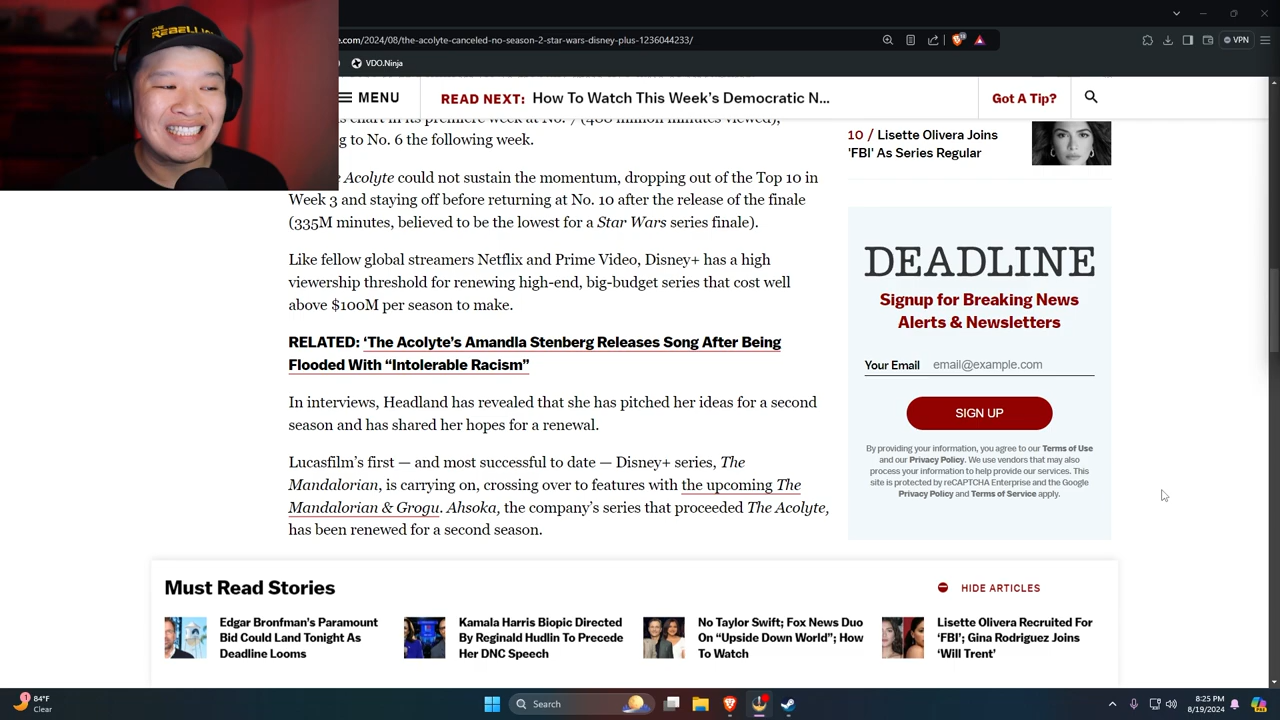 THE
REBELLION
e.com/2024/08/the-acolyte-canceled-no-season-2-star-wars-disney-plus-1236044233/
VPN
VDO.Ninja
MENU
READ NEXT: How To Watch This Week's Democratic N...
Got A Tip?
chart in its premiere week at No. 7 (488 million minutes viewed),
g to No. 6 the following week.
Acolyte could not sustain the momentum, dropping out of the Top 10 in
Week 3 and staying off before returning at No. 10 after the release of the finale
(335M minutes, believed to be the lowest for a Star Wars series finale).
Like fellow global streamers Netflix and Prime Video, Disney+ has a high
viewership threshold for renewing high-end, big-budget series that cost well
above $100M per season to make.
RELATED: ‘The Acolyte’s Amandla Stenberg Releases Song After Being
Flooded With “Intolerable Racism”
In interviews, Headland has revealed that she has pitched her ideas for a second
season and has shared her hopes for a renewal.
Lucasfilm’s first — and most successful to date — Disney+ series, The
Mandalorian, is carrying on, crossing over to features with the upcoming The
Mandalorian & Grogu. Ahsoka, the company’s series that proceeded The Acolyte,
has been renewed for a second season.
10 / Lisette Olivera Joins
'FBI' As Series Regular
DEADLINE
Signup for Breaking News
Alerts & Newsletters
Your Email email@example.com
SIGN UP
By providing your information, you agree to our Terms of Use
and our Privacy Policy. We use vendors that may also
process your information to help provide our services. This
site is protected by reCAPTCHA Enterprise and the Google
Privacy Policy and Terms of Service apply.
Must Read Stories
HIDE ARTICLES
Edgar Bronfman’s Paramount
Bid Could Land Tonight As
Deadline Looms
Kamala Harris Biopic Directed
By Reginald Hudlin To Precede
Her DNC Speech
No Taylor Swift; Fox News Duo
On “Upside Down World”; How
To Watch
Lisette Olivera Recruited For
‘FBI’; Gina Rodriguez Joins
‘Will Trent’
84°F
Clear
Search
8:25 PM
8/19/2024